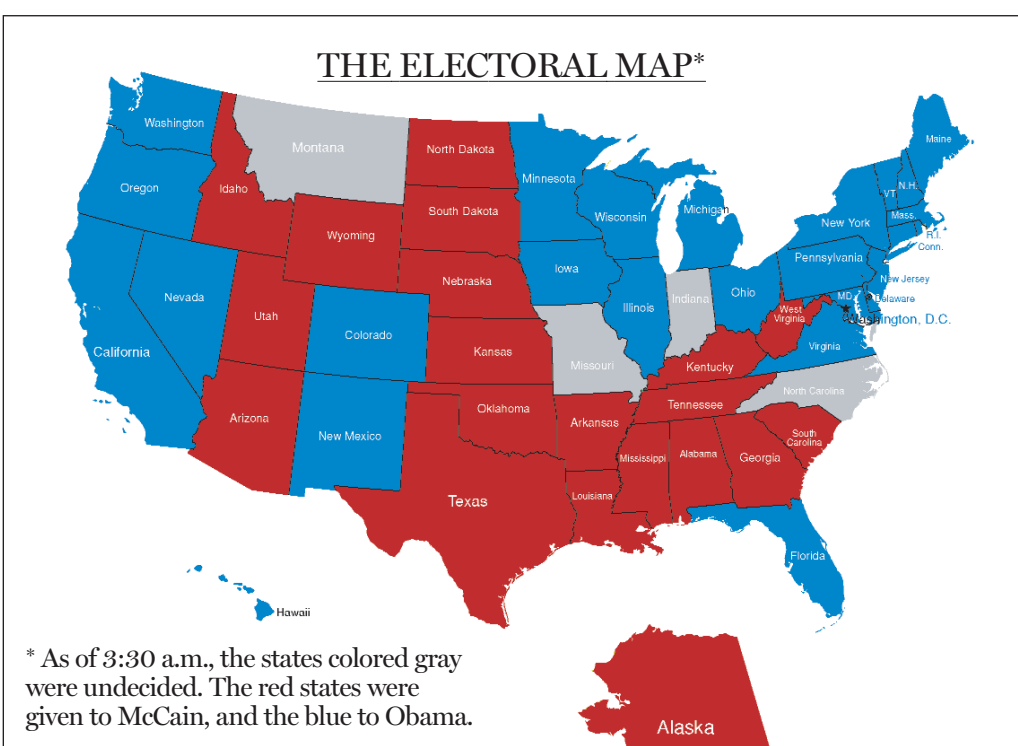 THE ELECTORAL MAP*
Washington
Montana
North Dakota
Minnesota
Maine
Oregon
Idaho
South Dakota
Wisconsin
Michigan
VT
N.H.
New York
Mass.
R.I.
Conn.
Wyoming
Nebraska
Iowa
Pennsylvania
New Jersey
Nevada
Utah
Colorado
Illinois
Indiana
Ohio
MD
Delaware
West
Virginia
Washington, D.C.
California
Kansas
Missouri
Kentucky
Virginia
Arizona
New Mexico
Oklahoma
Arkansas
Tennessee
North Carolina
South
Carolina
Mississippi
Alabama
Georgia
Texas
Louisiana
Florida
Hawaii
* As of 3:30 a.m., the states colored gray
were undecided. The red states were
given to McCain, and the blue to Obama.
Alaska